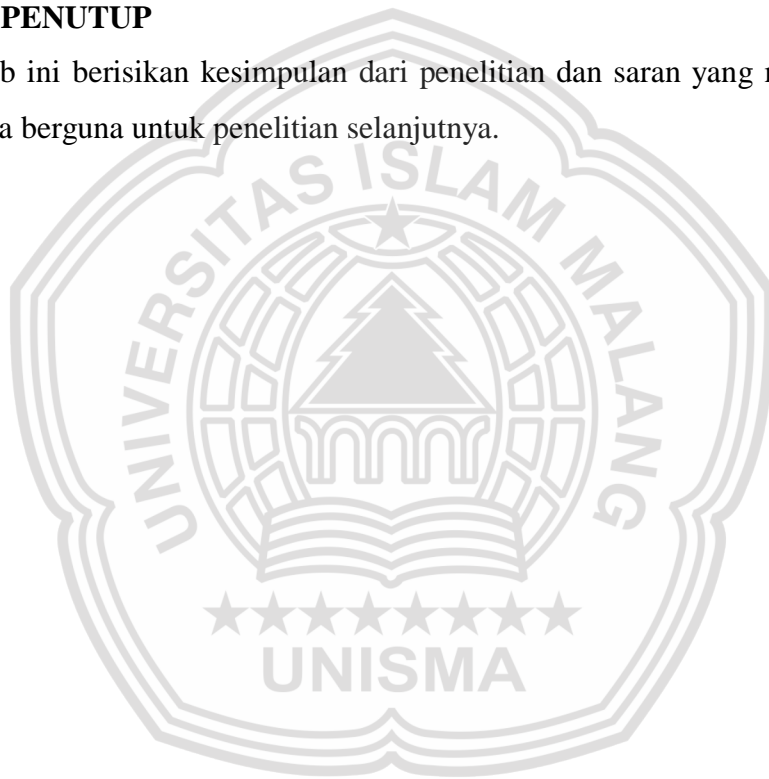 PENUTUP
b ini berisikan kesimpulan dari penelitian dan saran yang
a berguna untuk penelitian selanjutnya.
UNIVERSITAS ISLAM MALANG
UNISMA